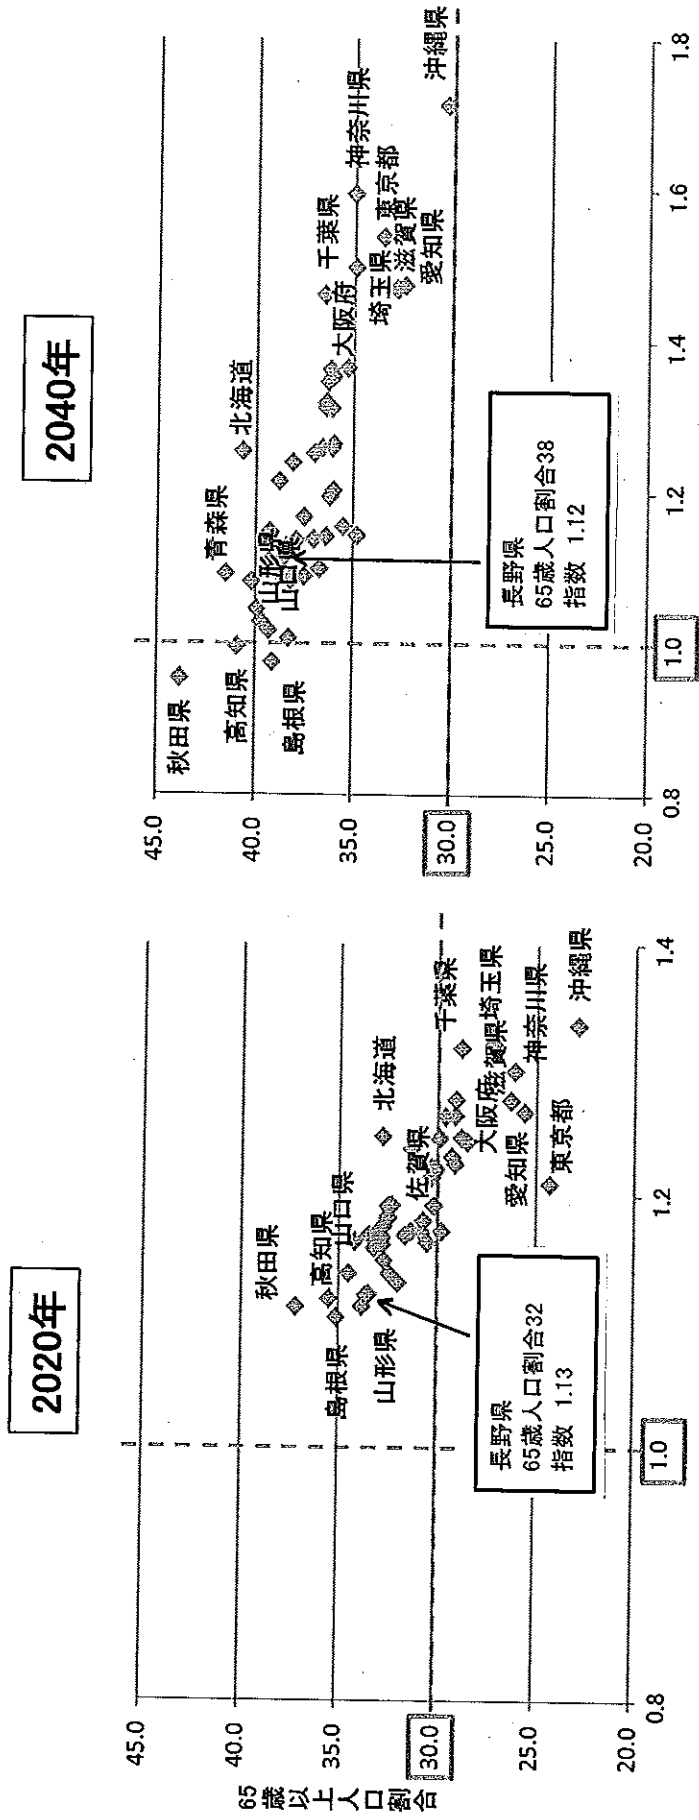 2020年
65歳以上人口割合
45.0
40.0
35.0
30.0
25.0
20.0
0.8
1.0
1.2
1.4
秋田県
高知県
山口県
島根県
山形県
北海道
佐賀県
千葉県
埼玉県
滋賀県
大阪府
神奈川県
愛知県
東京都
沖縄県
長野県
65歳人口割合32
指数 1.13
2040年
45.0
40.0
35.0
30.0
25.0
20.0
0.8
1.0
1.2
1.4
1.6
1.8
秋田県
青森県
北海道
高知県
山形県
山口県
島根県
千葉県
大阪府
神奈川県
埼玉県
東京都
滋賀県
愛知県
沖縄県
長野県
65歳人口割合38
指数 1.12